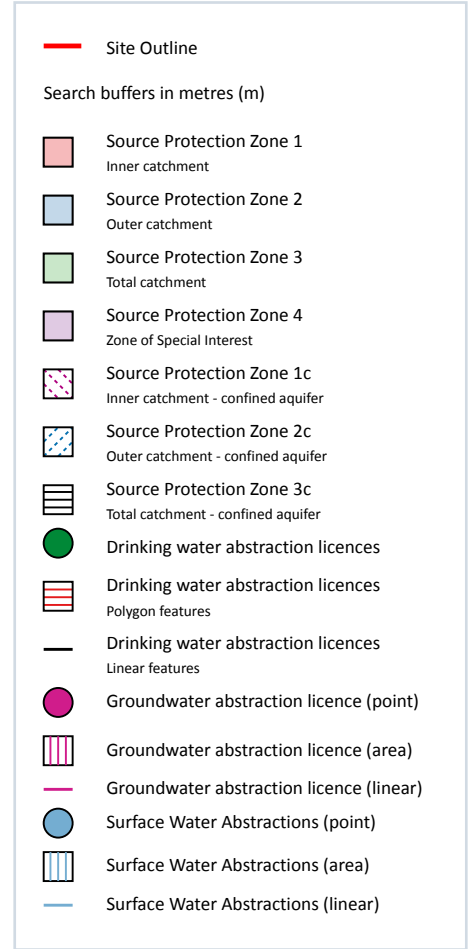 Site Outline
Search buffers in metres (m)
Source Protection Zone 1
Inner catchment
Source Protection Zone 2
Outer catchment
Source Protection Zone 3
Total catchment
Source Protection Zone 4
Zone of Special Interest
Source Protection Zone 1c
Inner catchment - confined aquifer
Source Protection Zone 2c
Outer catchment - confined aquifer
Source Protection Zone 3c
Total catchment - confined aquifer
Drinking water abstraction licences
Drinking water abstraction licences
Polygon features
Drinking water abstraction licences
Linear features
Groundwater abstraction licence (point)
Groundwater abstraction licence (area)
Groundwater abstraction licence (linear)
Surface Water Abstractions (point)
Surface Water Abstractions (area)
Surface Water Abstractions (linear)